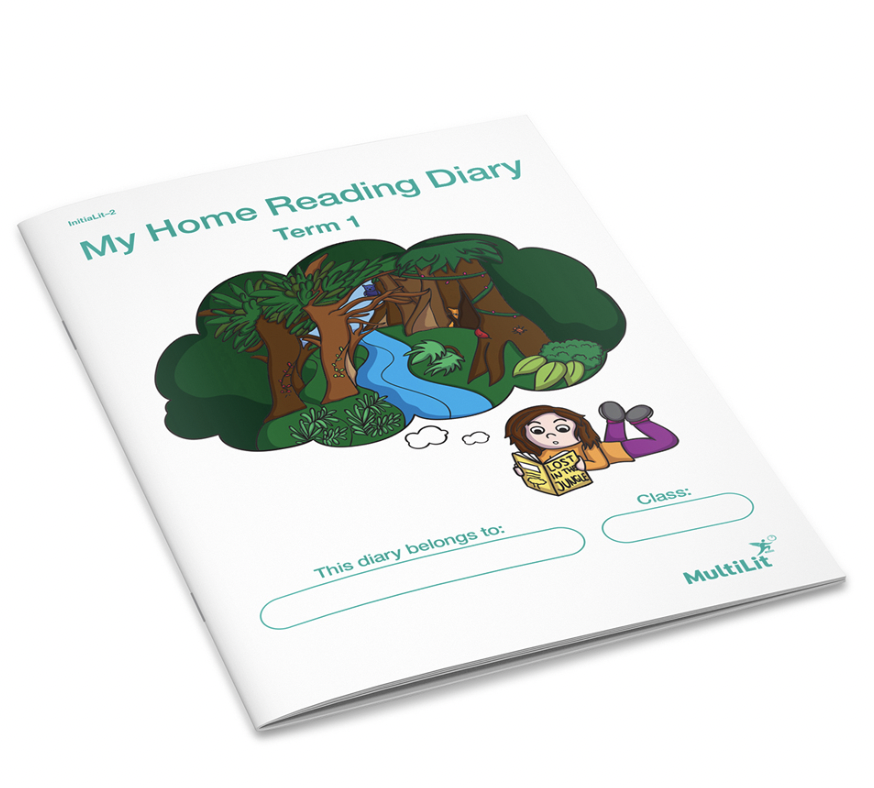 InitiaLit–2
My Home Reading Diary
Term 1
LOST
IN THE
JUNGLE
This diary belongs to:
Class:
MultiLit